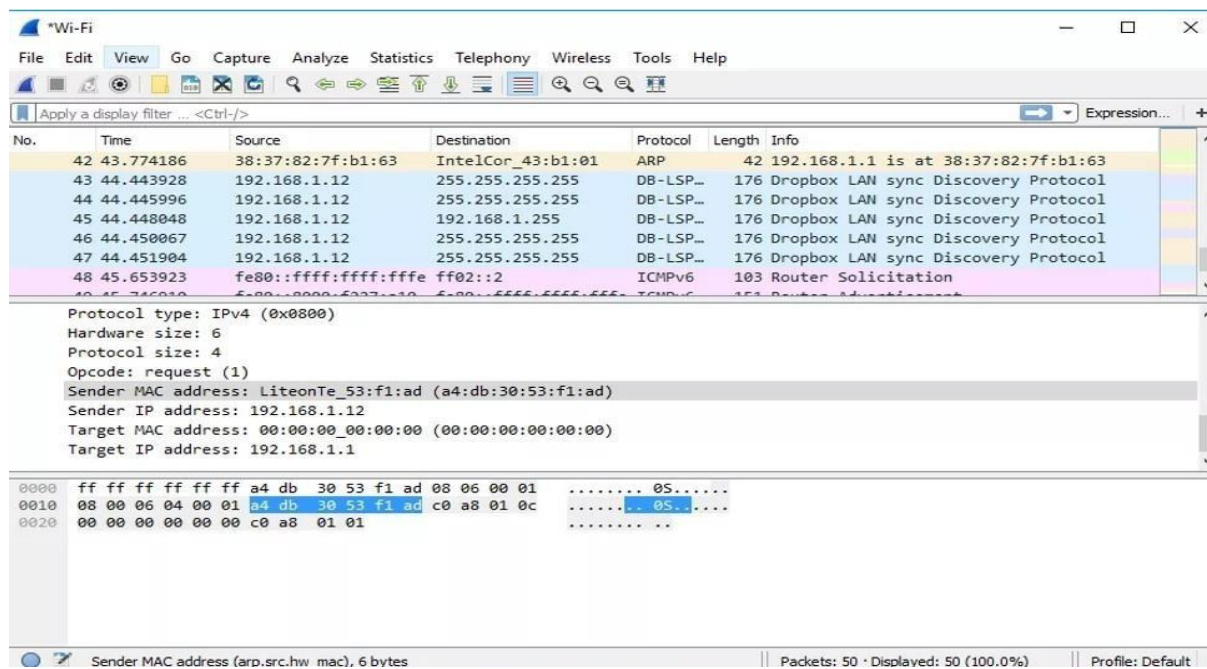 *Wi-Fi
File Edit View Go Capture Analyze Statistics Telephony Wireless Tools Help
Apply a display filter ... <Ctrl-/> Expression... +
No. Time Source Destination Protocol Length Info
42 43.774186 38:37:82:7f:b1:63 IntelCor_43:b1:01 ARP 42 192.168.1.1 is at 38:37:82:7f:b1:63
43 44.443928 192.168.1.12 255.255.255.255 DB-LSP… 176 Dropbox LAN sync Discovery Protocol
44 44.445996 192.168.1.12 255.255.255.255 DB-LSP… 176 Dropbox LAN sync Discovery Protocol
45 44.448048 192.168.1.12 192.168.1.255 DB-LSP… 176 Dropbox LAN sync Discovery Protocol
46 44.450067 192.168.1.12 255.255.255.255 DB-LSP… 176 Dropbox LAN sync Discovery Protocol
47 44.451904 192.168.1.12 255.255.255.255 DB-LSP… 176 Dropbox LAN sync Discovery Protocol
48 45.653923 fe80::ffff:ffff:fffe ff02::2 ICMPv6 103 Router Solicitation
Protocol type: IPv4 (0x0800)
Hardware size: 6
Protocol size: 4
Opcode: request (1)
Sender MAC address: LiteonTe_53:f1:ad (a4:db:30:53:f1:ad)
Sender IP address: 192.168.1.12
Target MAC address: 00:00:00_00:00:00 (00:00:00:00:00:00)
Target IP address: 192.168.1.1
0000 ff ff ff ff ff ff a4 db 30 53 f1 ad 08 06 00 01 ........ 0S......
0010 08 00 06 04 00 01 a4 db 30 53 f1 ad c0 a8 01 0c ........ 0S......
0020 00 00 00 00 00 00 c0 a8 01 01 ........ ..
Sender MAC address (arp.src.hw_mac), 6 bytes Packets: 50 · Displayed: 50 (100.0%) Profile: Default